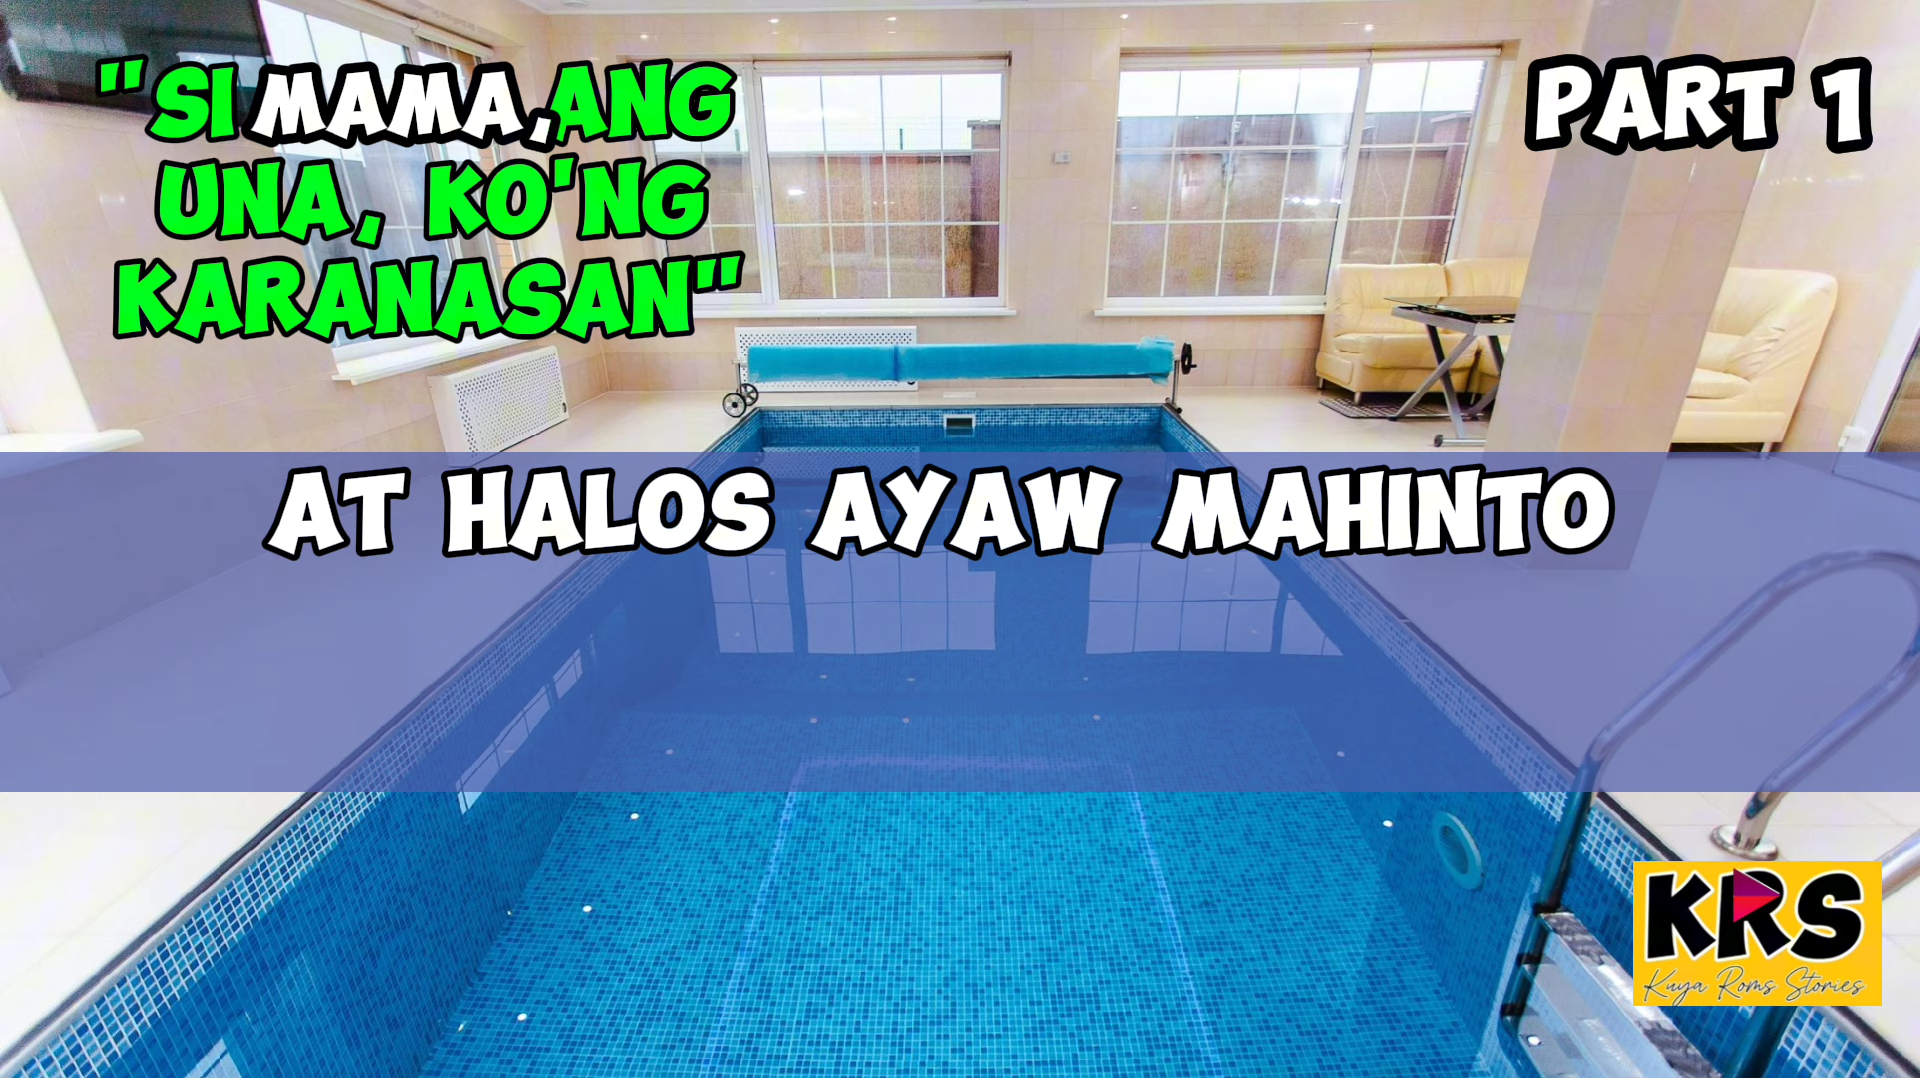 "SI MAMA, ANG
UNA, KO'NG
KARANASAN"
PART 1
AT HALOS AYAW MAHINTO
KRS
Kuya Roms Stories